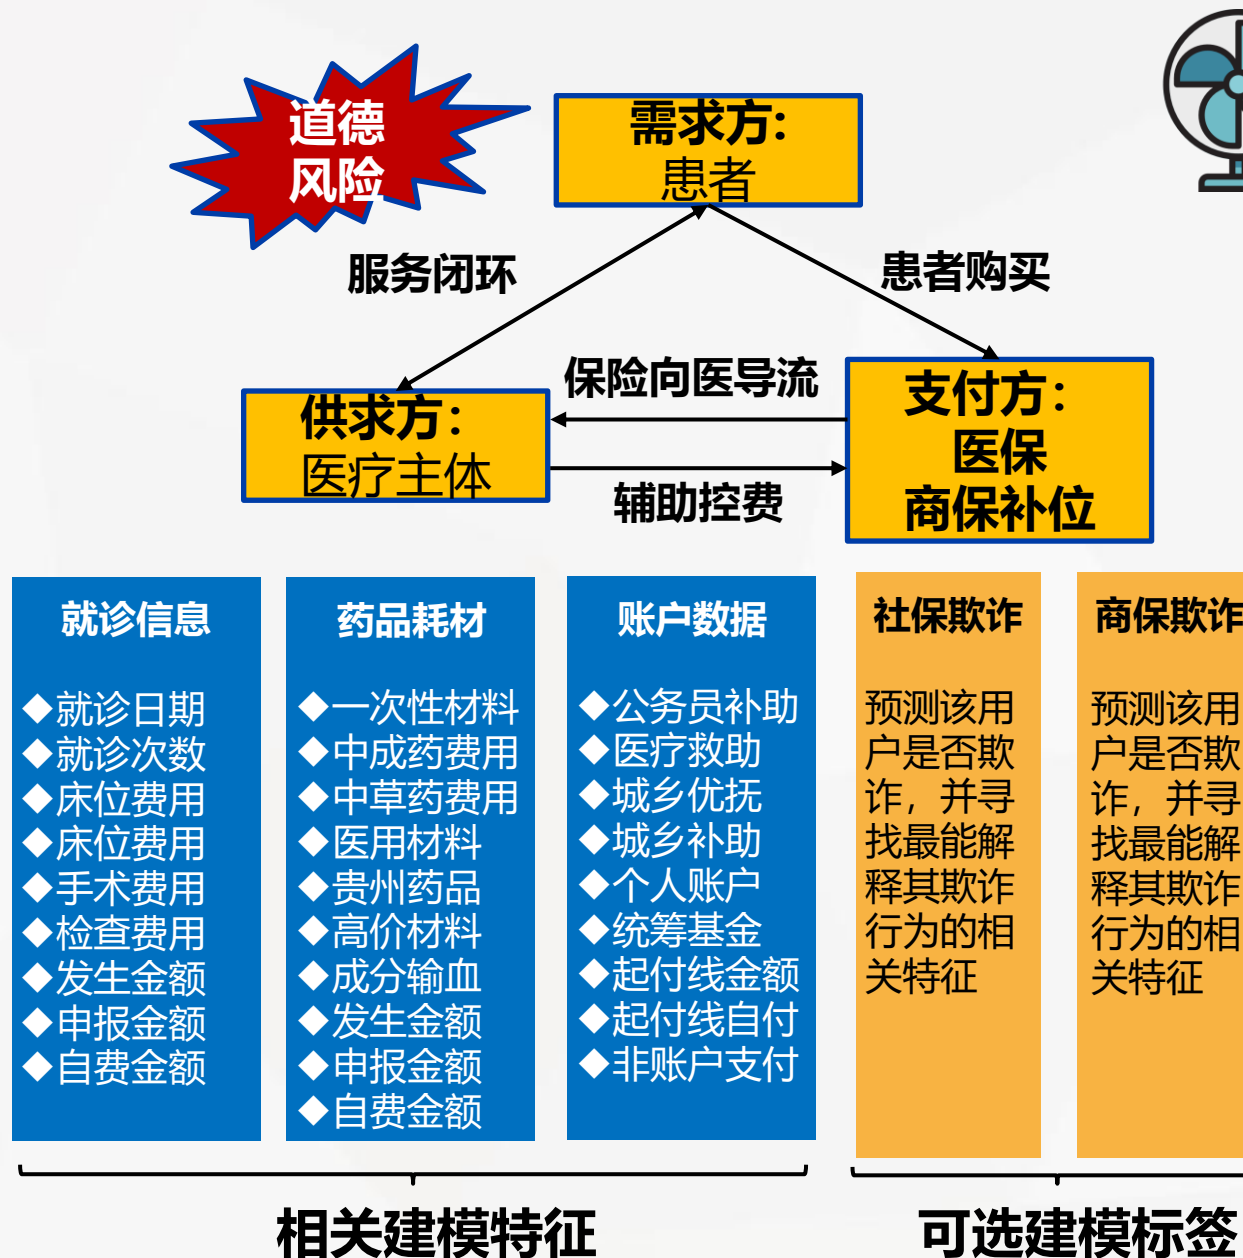 道德
风险
需求方:
患者
服务闭环
患者购买
保险向医导流
供求方：
医疗主体
辅助控费
支付方：
医保
商保补位
就诊信息
◆就诊日期
◆就诊次数
◆床位费用
◆床位费用
◆手术费用
◆检查费用
◆发生金额
◆申报金额
◆自费金额
药品耗材
◆一次性材料
◆中成药费用
◆中草药费用
◆医用材料
◆贵州药品
◆高价材料
◆成分输血
◆发生金额
◆申报金额
◆自费金额
账户数据
◆公务员补助
◆医疗救助
◆城乡优抚
◆城乡补助
◆个人账户
◆统筹基金
◆起付线金额
◆起付线自付
◆非账户支付
社保欺诈
预测该用
户是否欺
诈，并寻
找最能解
释其欺诈
行为的相
关特征
商保欺诈
预测该用
户是否欺
诈，并寻
找最能解
释其欺诈
行为的相
关特征
相关建模特征
可选建模标签